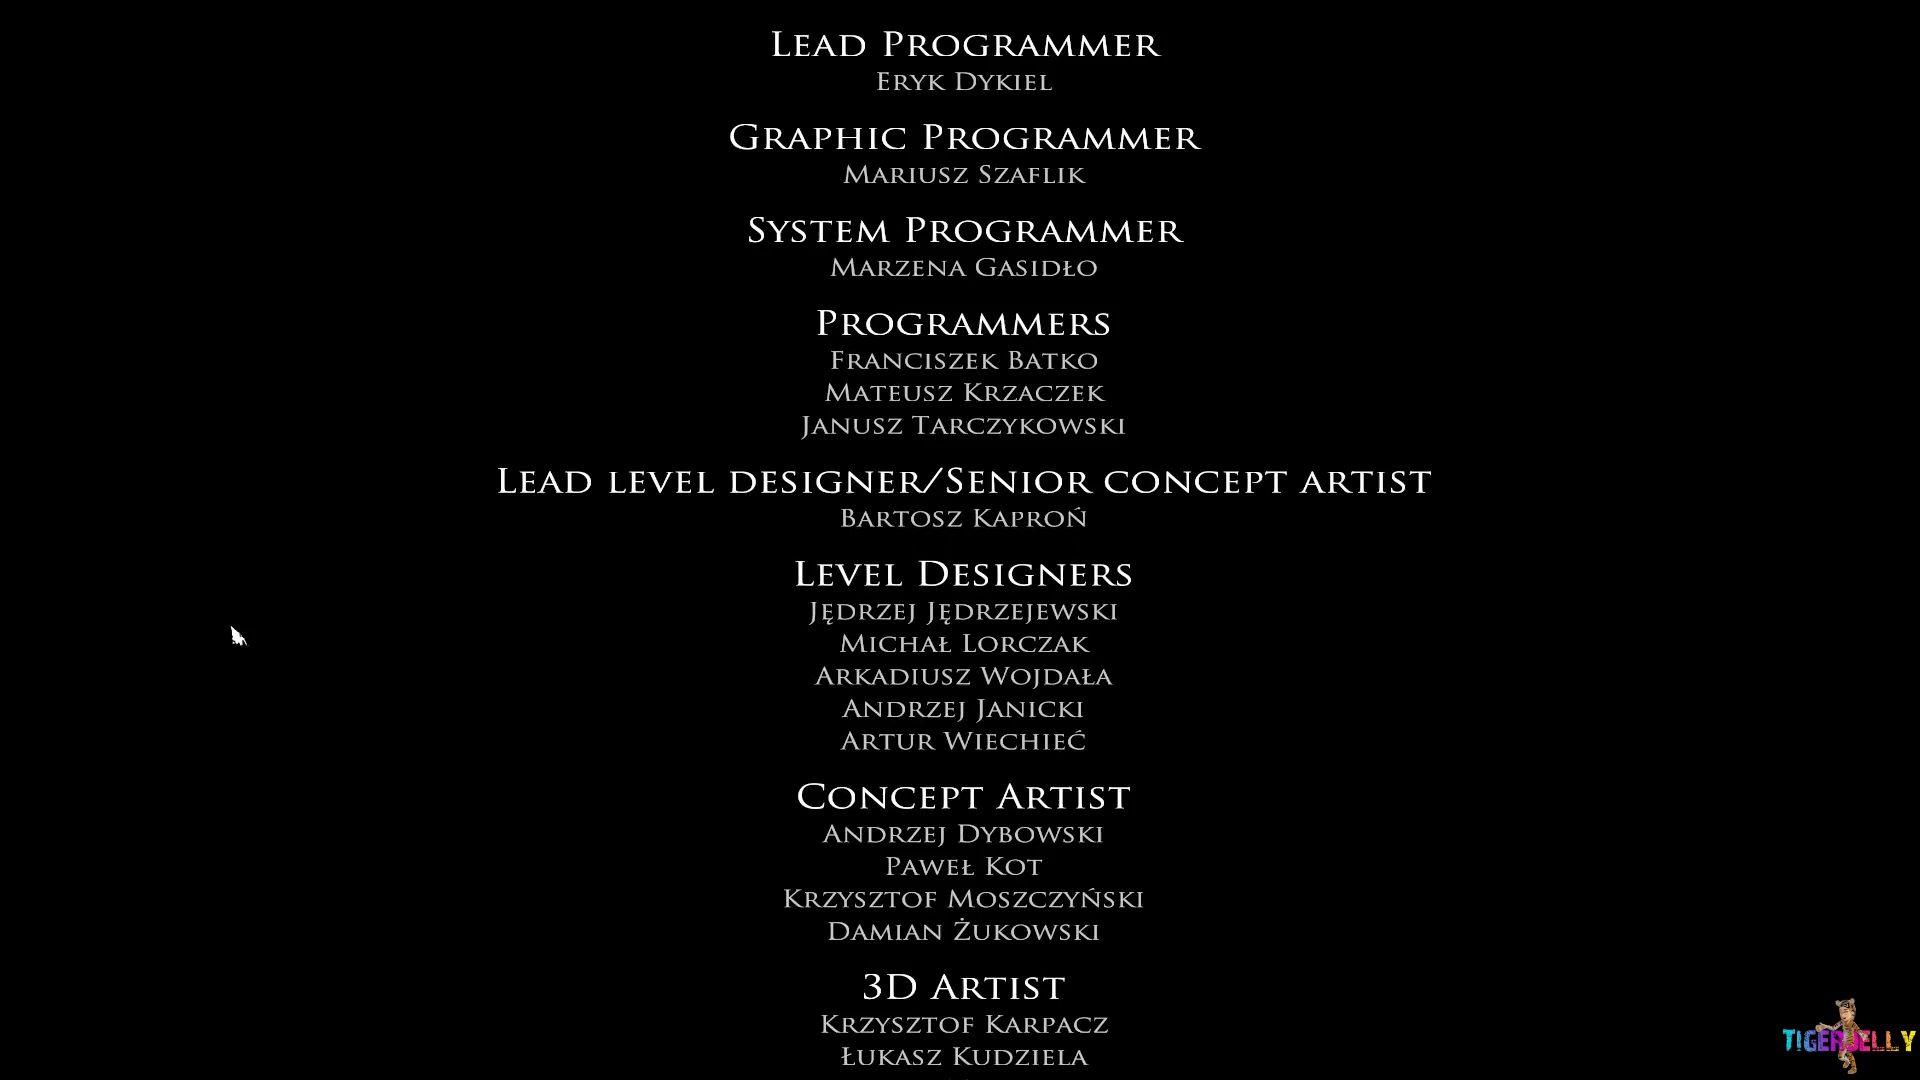 Lead Programmer
Eryk Dykiel
Graphic Programmer
Mariusz Szaflik
System Programmer
Marzena Gasidło
Programmers
Franciszek Batko
Mateusz Krzaczek
Janusz Tarczykowski
Lead level designer/Senior concept artist
Bartosz Kaproń
Level Designers
Jędrzej Jędrzejewski
Michał Lorczak
Arkadiusz Wojdała
Andrzej Janicki
Artur Wiechieć
Concept Artist
Andrzej Dybowski
Paweł Kot
Krzysztof Moszczyński
Damian Żukowski
3D Artist
Krzysztof Karpacz
Łukasz Kudziela
TIGERJELLY